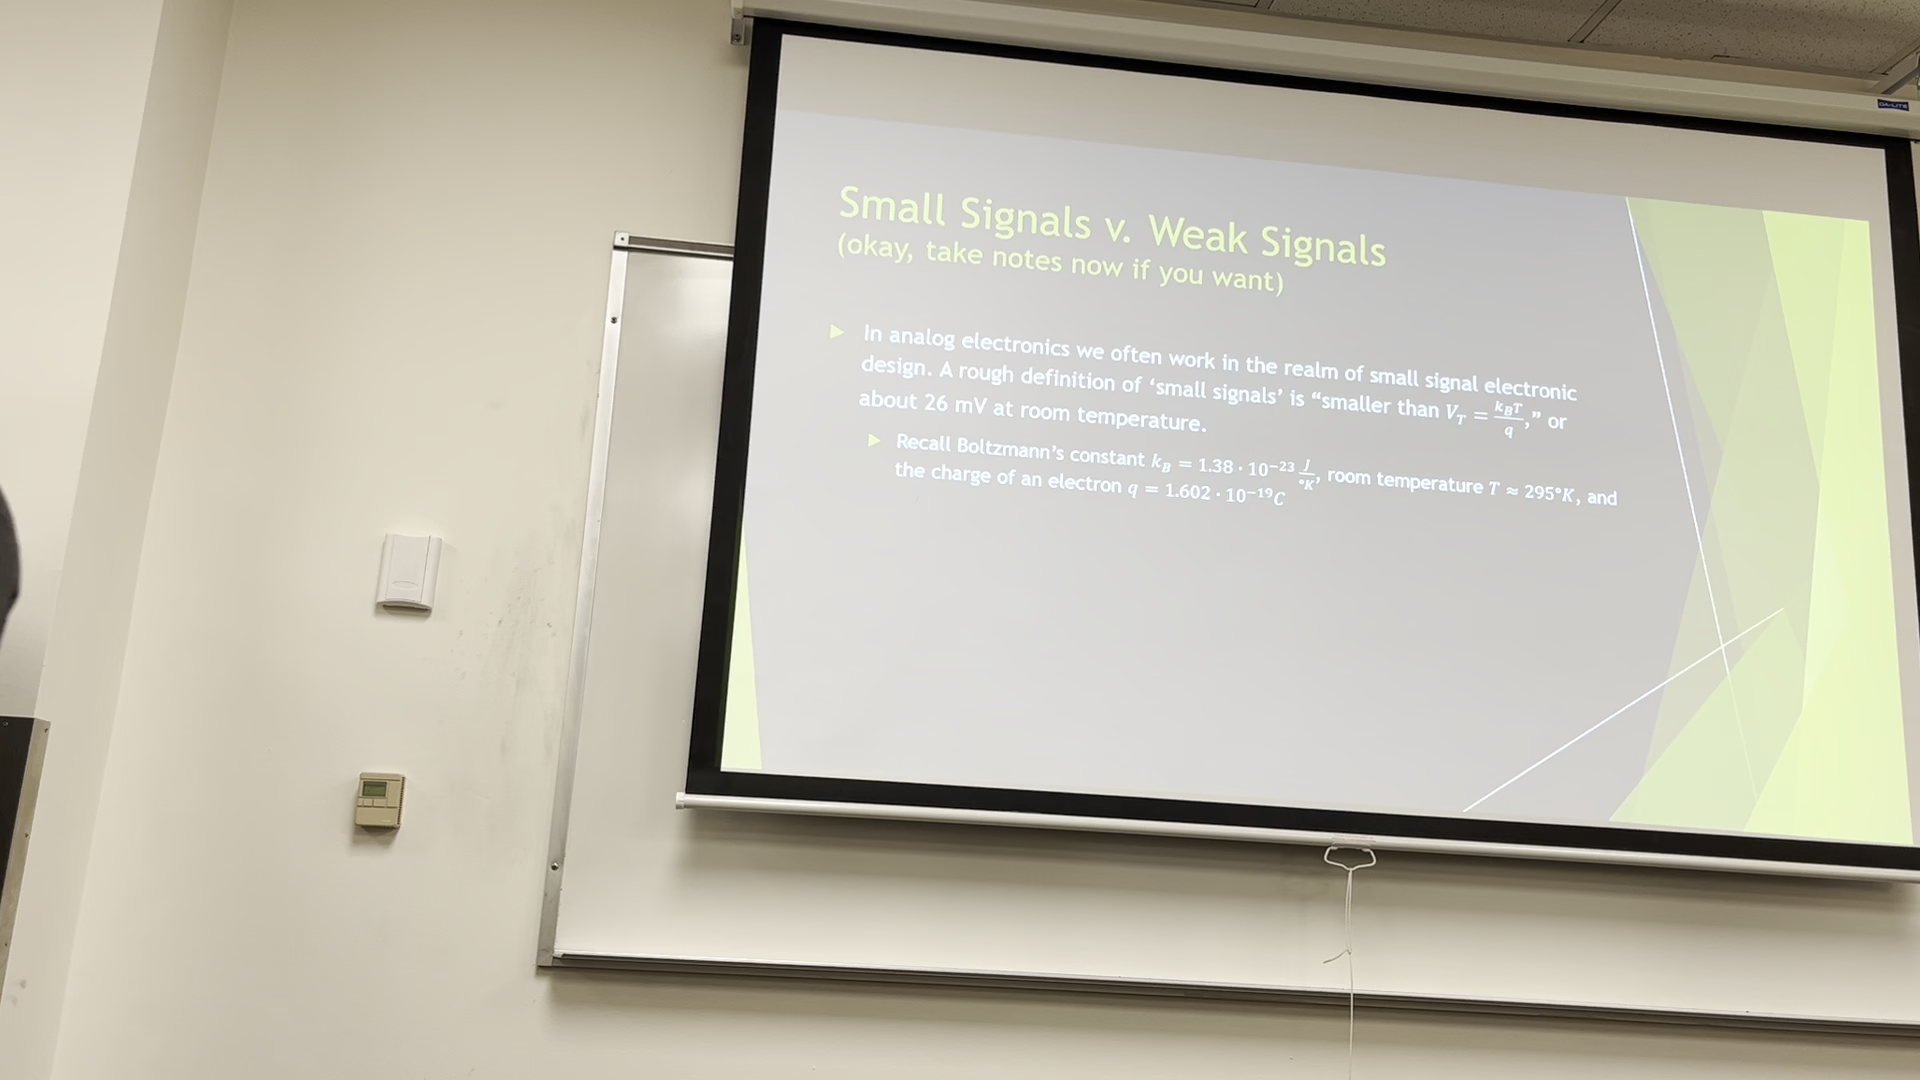 DA-LITE
Small Signals v. Weak Signals
(okay, take notes now if you want)
In analog electronics we often work in the realm of small signal electronic
design. A rough definition of ‘small signals’ is “smaller than V_T = k_BT/q,” or
about 26 mV at room temperature.
Recall Boltzmann’s constant k_B = 1.38 · 10⁻²³ J/°K, room temperature T ≈ 295°K, and
the charge of an electron q = 1.602 · 10⁻¹⁹C